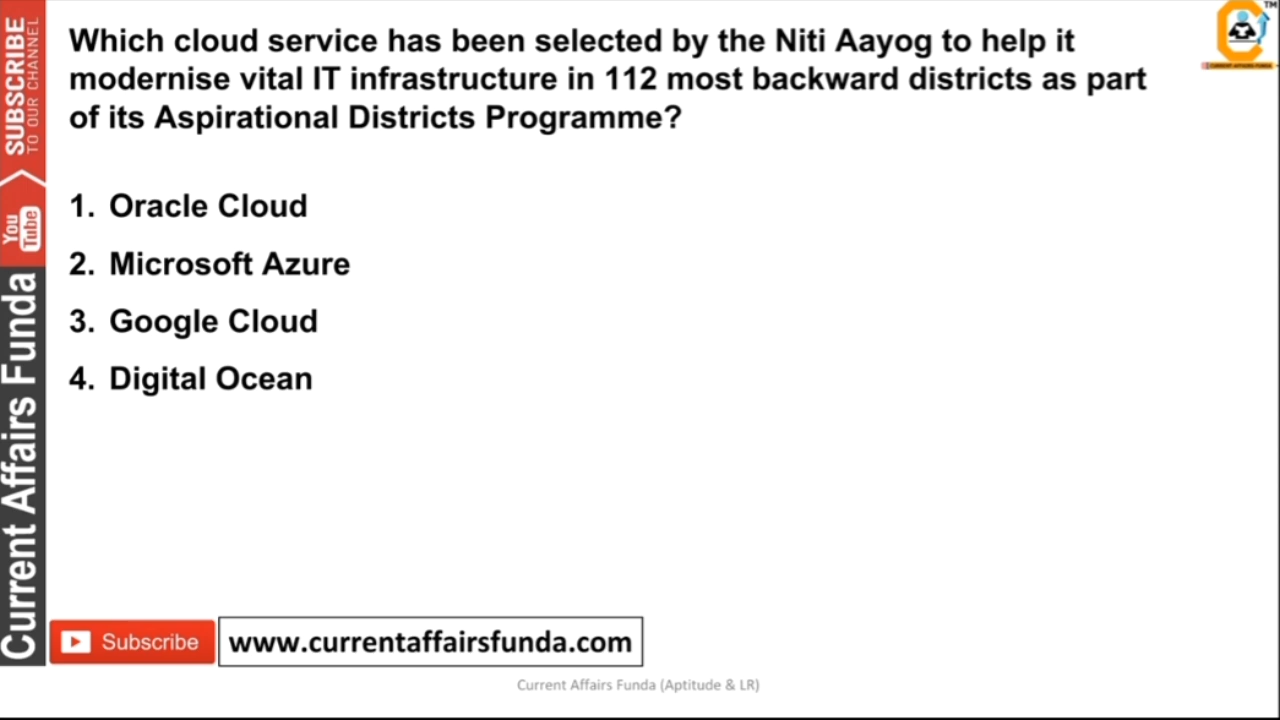 Which cloud service has been selected by the Niti Aayog to help it
modernise vital IT infrastructure in 112 most backward districts as part
of its Aspirational Districts Programme?
1. Oracle Cloud
2. Microsoft Azure
3. Google Cloud
4. Digital Ocean
SUBSCRIBE
TO OUR CHANNEL
You
Tube
Current Affairs Funda
TM
CURRENT AFFAIRS FUNDA
Subscribe
www.currentaffairsfunda.com
Current Affairs Funda (Aptitude & LR)